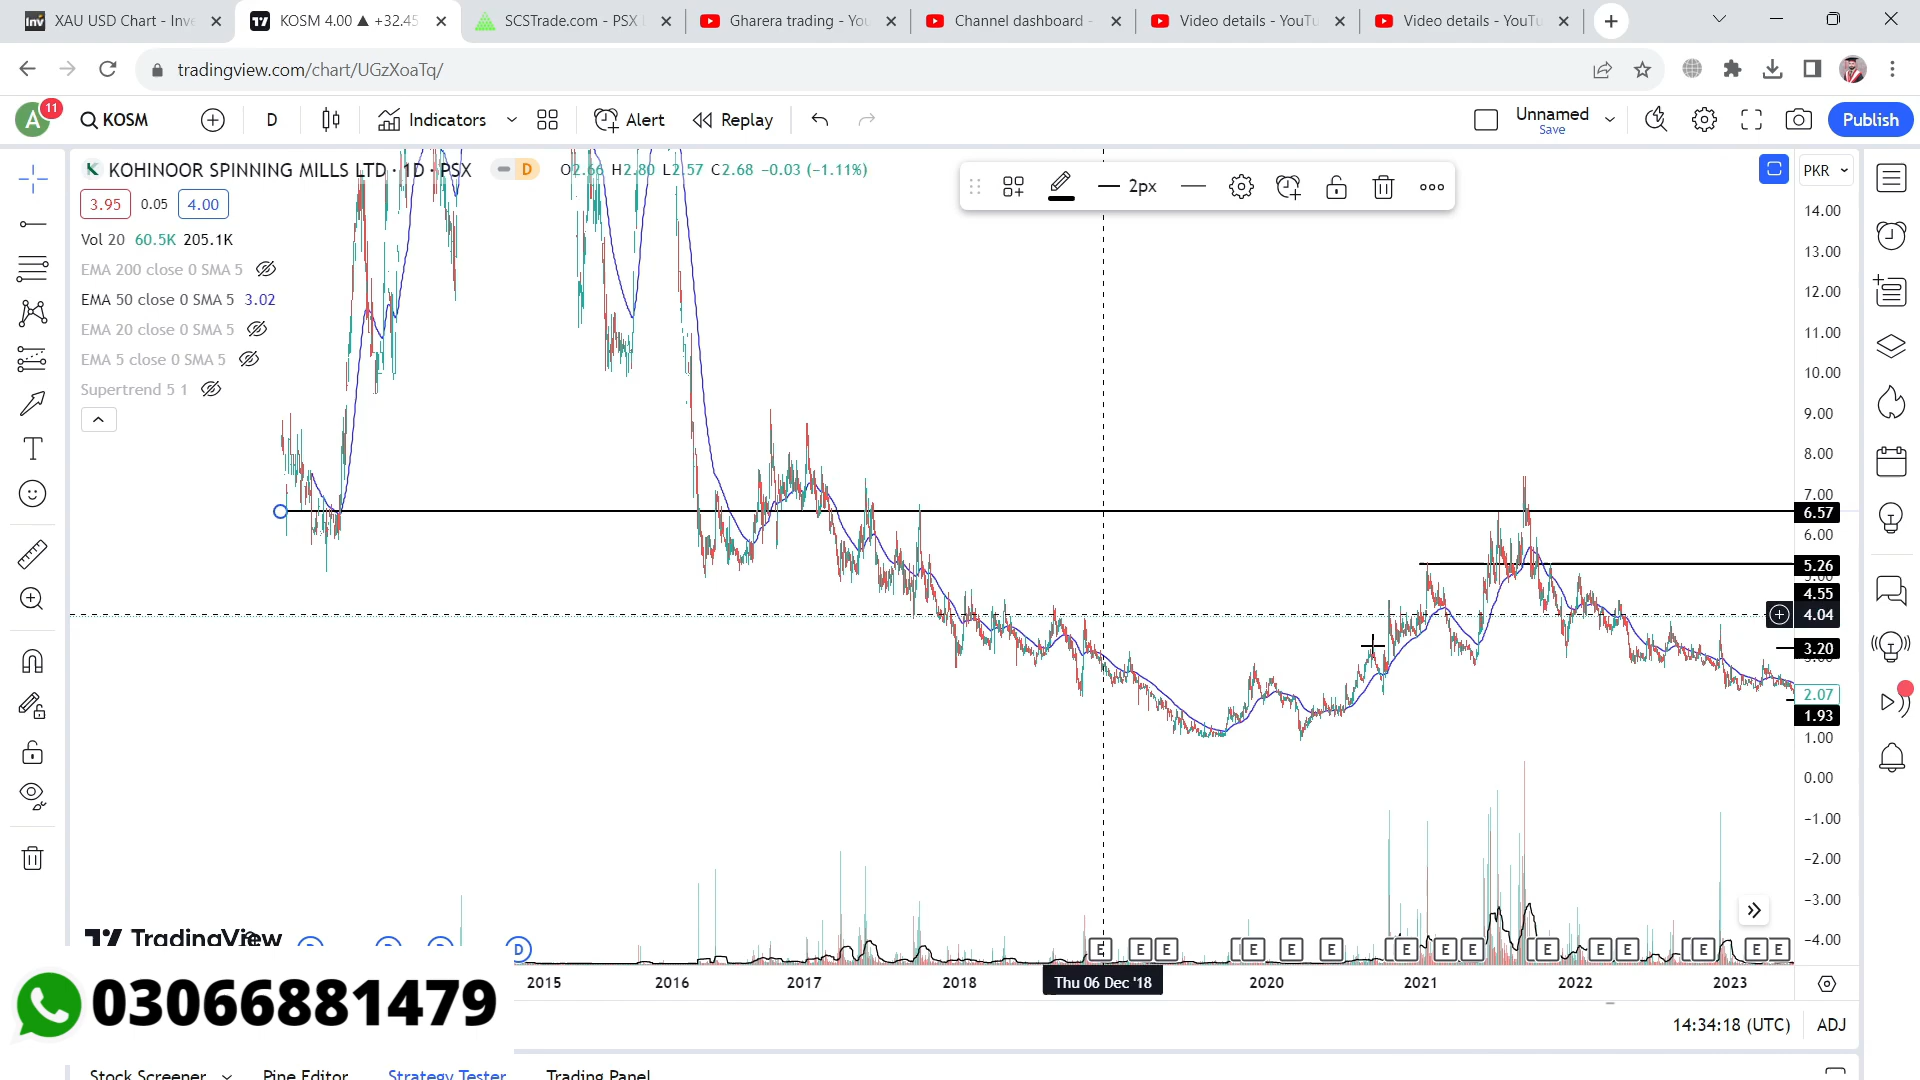 XAU USD Chart - Inve
KOSM 4.00 ▲ +32.45
SCSTrade.com - PSX
Gharera trading - You
Channel dashboard -
Video details - YouTu
Video details - YouTu
tradingview.com/chart/UGzXoaTq/
A 11
KOSM
D
Indicators
Alert
Replay
Unnamed
Save
Publish
K KOHINOOR SPINNING MILLS LTD · 1D · PSX
D
O2.66 H2.80 L2.57 C2.68 −0.03 (−1.11%)
2px
PKR
3.95 0.05 4.00
Vol 20 60.5K 205.1K
EMA 200 close 0 SMA 5
EMA 50 close 0 SMA 5 3.02
EMA 20 close 0 SMA 5
EMA 5 close 0 SMA 5
Supertrend 5 1
14.00
13.00
12.00
11.00
10.00
9.00
8.00
7.00
6.57
6.00
5.26
5.00
4.55
4.04
3.20
2.07
1.93
1.00
0.00
−1.00
−2.00
−3.00
−4.00
TradingView
D E E E E E E E E E E E E E E E
2015 2016 2017 2018 Thu 06 Dec '18 2020 2021 2022 2023
03066881479
14:34:18 (UTC) ADJ
Stock Screener Pine Editor Strategy Tester Trading Panel